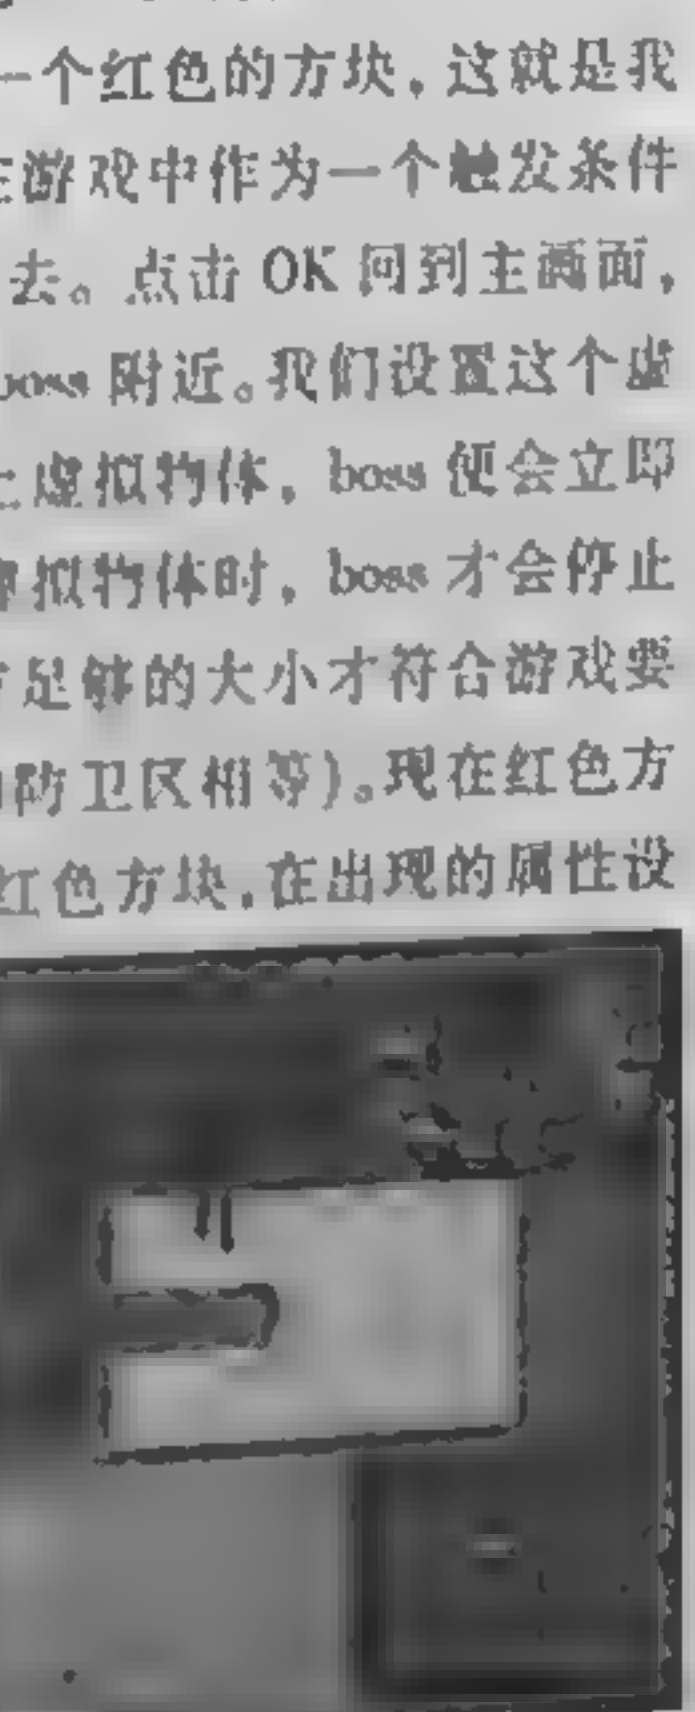 一个红色的方块，这就是我
在游戏中作为一个触发条件
去。点击 OK 回到主画面，
boss 附近。我们设置这个虚
虚拟物体，boss 便会立即
拟物体时，boss 才会停止
足够的大小才符合游戏要
的防卫区相等）。现在红色方
红色方块，在出现的属性设